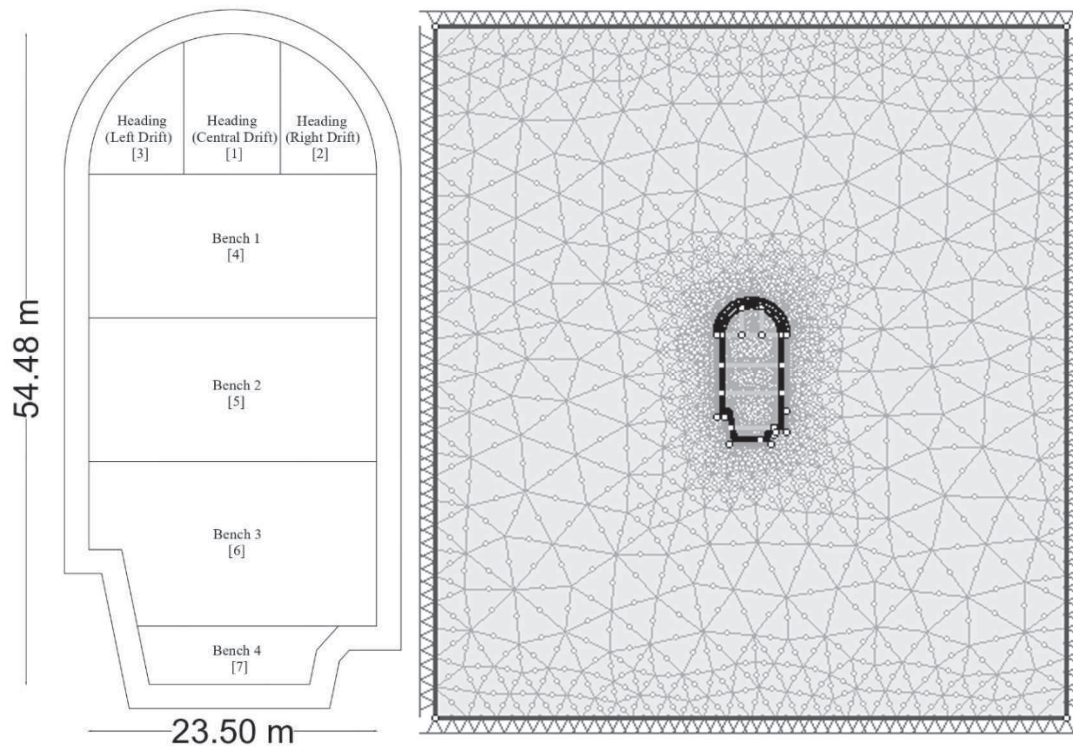 Heading
(Left Drift)
[3]
Heading
(Central Drift)
[1]
Heading
(Right Drift)
[2]
Bench 1
[4]
Bench 2
[5]
Bench 3
[6]
Bench 4
[7]
54.48 m
23.50 m